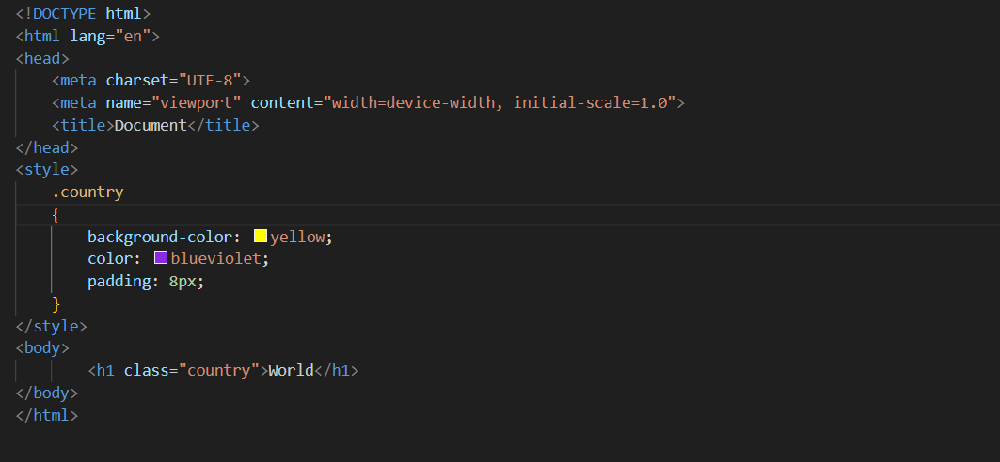 <!DOCTYPE html>
<html lang="en">
<head>
    <meta charset="UTF-8">
    <meta name="viewport" content="width=device-width, initial-scale=1.0">
    <title>Document</title>
</head>
<style>
    .country
    {
        background-color: yellow;
        color: blueviolet;
        padding: 8px;
    }
</style>
<body>
        <h1 class="country">World</h1>
</body>
</html>